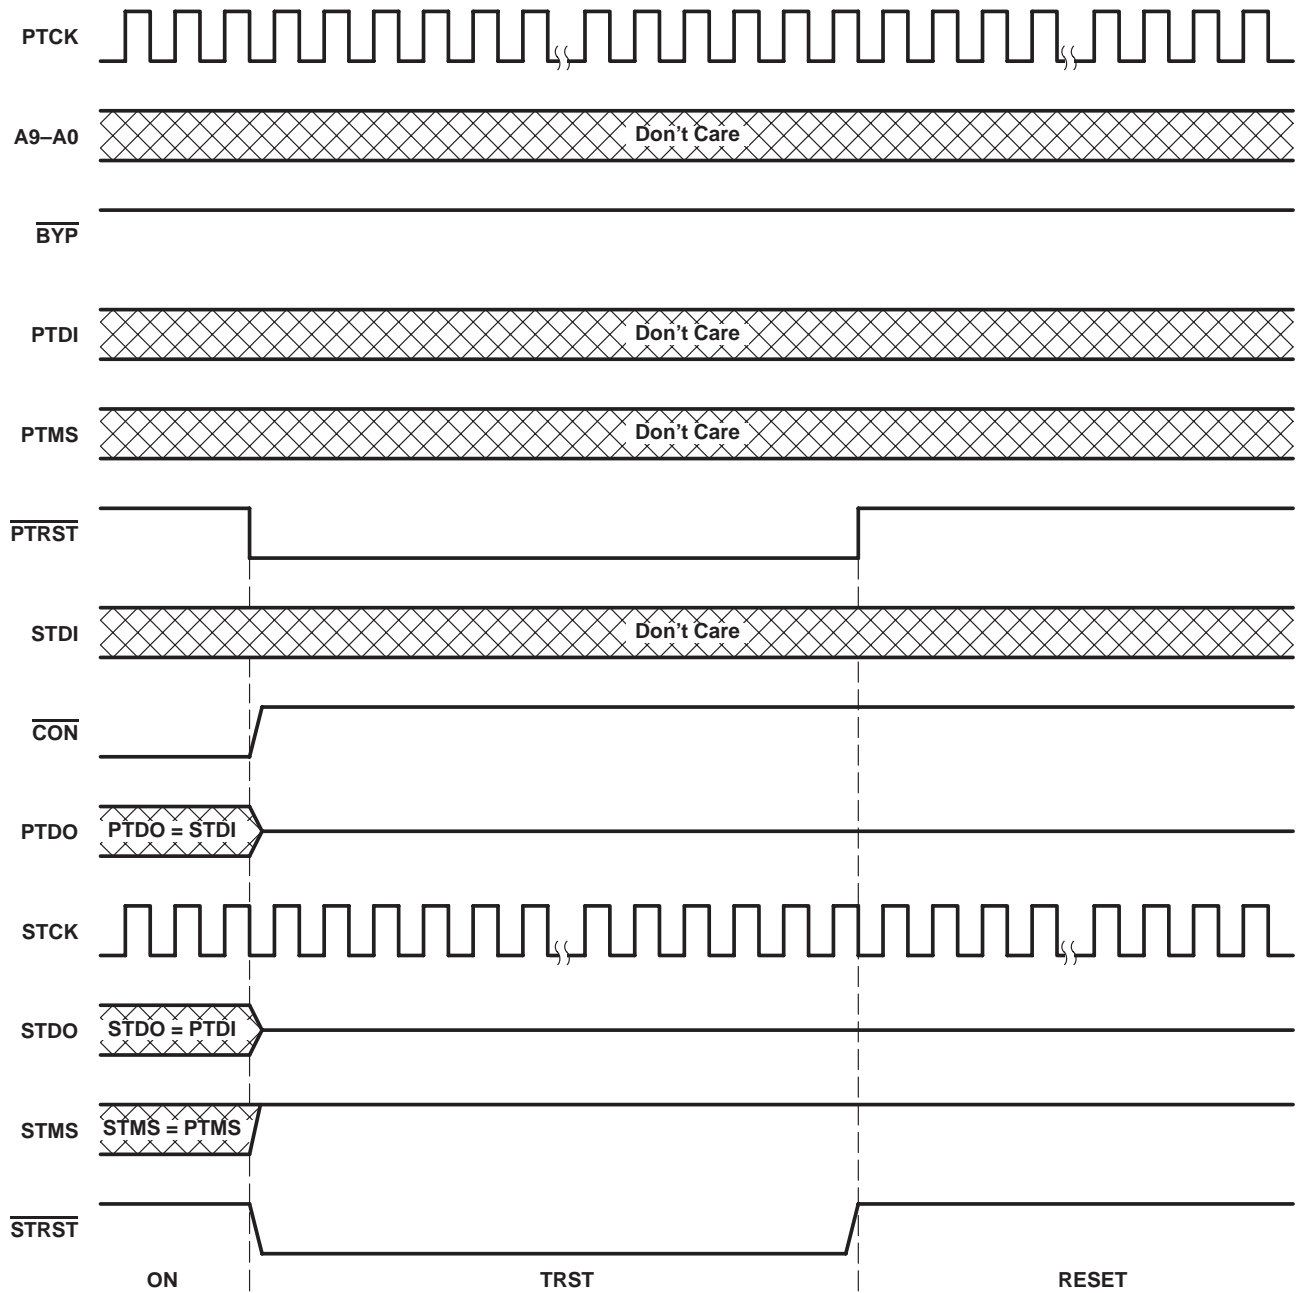 PTCK
A9–A0 Don't Care
BYP
PTDI Don't Care
PTMS Don't Care
PTRST
STDI Don't Care
CON
PTDO PTDO = STDI
STCK
STDO STDO = PTDI
STMS STMS = PTMS
STRST
ON TRST RESET